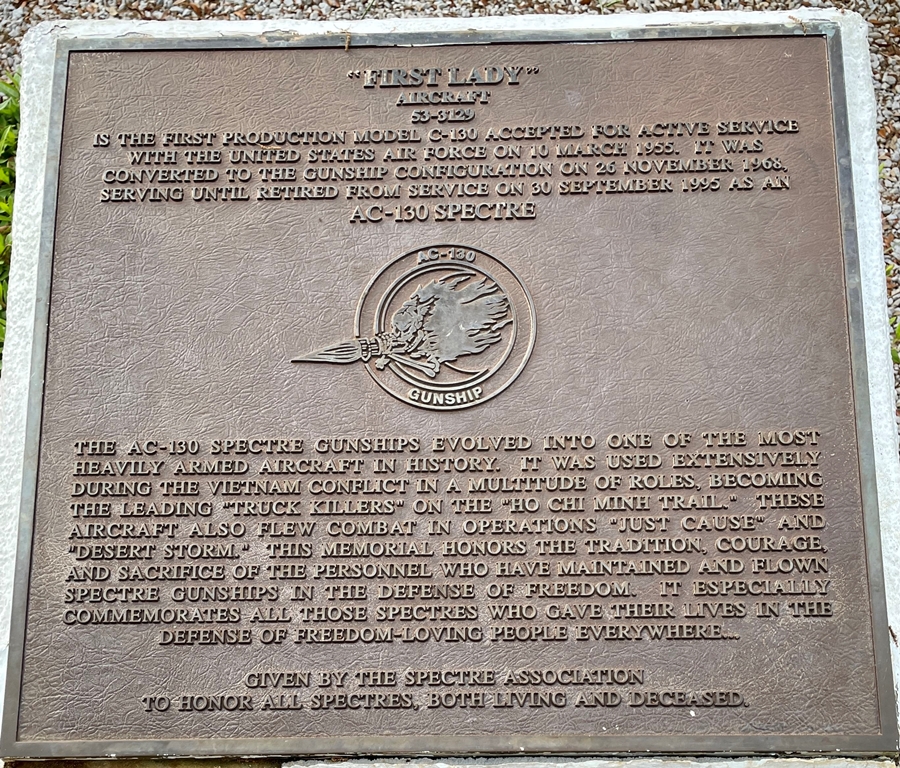 "FIRST LADY"
AIRCRAFT
53-3129
IS THE FIRST PRODUCTION MODEL C-130 ACCEPTED FOR ACTIVE SERVICE
WITH THE UNITED STATES AIR FORCE ON 10 MARCH 1955. IT WAS
CONVERTED TO THE GUNSHIP CONFIGURATION ON 26 NOVEMBER 1968,
SERVING UNTIL RETIRED FROM SERVICE ON 30 SEPTEMBER 1995 AS AN
AC-130 SPECTRE
AC-130
GUNSHIP
THE AC-130 SPECTRE GUNSHIPS EVOLVED INTO ONE OF THE MOST
HEAVILY ARMED AIRCRAFT IN HISTORY. IT WAS USED EXTENSIVELY
DURING THE VIETNAM CONFLICT IN A MULTITUDE OF ROLES, BECOMING
THE LEADING "TRUCK KILLERS" ON THE "HO CHI MINH TRAIL." THESE
AIRCRAFT ALSO FLEW COMBAT IN OPERATIONS "JUST CAUSE" AND
"DESERT STORM." THIS MEMORIAL HONORS THE TRADITION, COURAGE,
AND SACRIFICE OF THE PERSONNEL WHO HAVE MAINTAINED AND FLOWN
SPECTRE GUNSHIPS IN THE DEFENSE OF FREEDOM. IT ESPECIALLY
COMMEMORATES ALL THOSE SPECTRES WHO GAVE THEIR LIVES IN THE
DEFENSE OF FREEDOM-LOVING PEOPLE EVERYWHERE...
GIVEN BY THE SPECTRE ASSOCIATION
TO HONOR ALL SPECTRES, BOTH LIVING AND DECEASED.